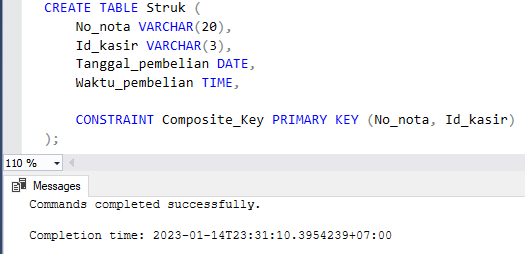 CREATE TABLE Struk (
No_nota VARCHAR(20),
Id_kasir VARCHAR(3),
Tanggal_pembelian DATE,
Waktu_pembelian TIME,
CONSTRAINT Composite_Key PRIMARY KEY (No_nota, Id_kasir)
);
110 %
Messages
Commands completed successfully.
Completion time: 2023-01-14T23:31:10.3954239+07:00